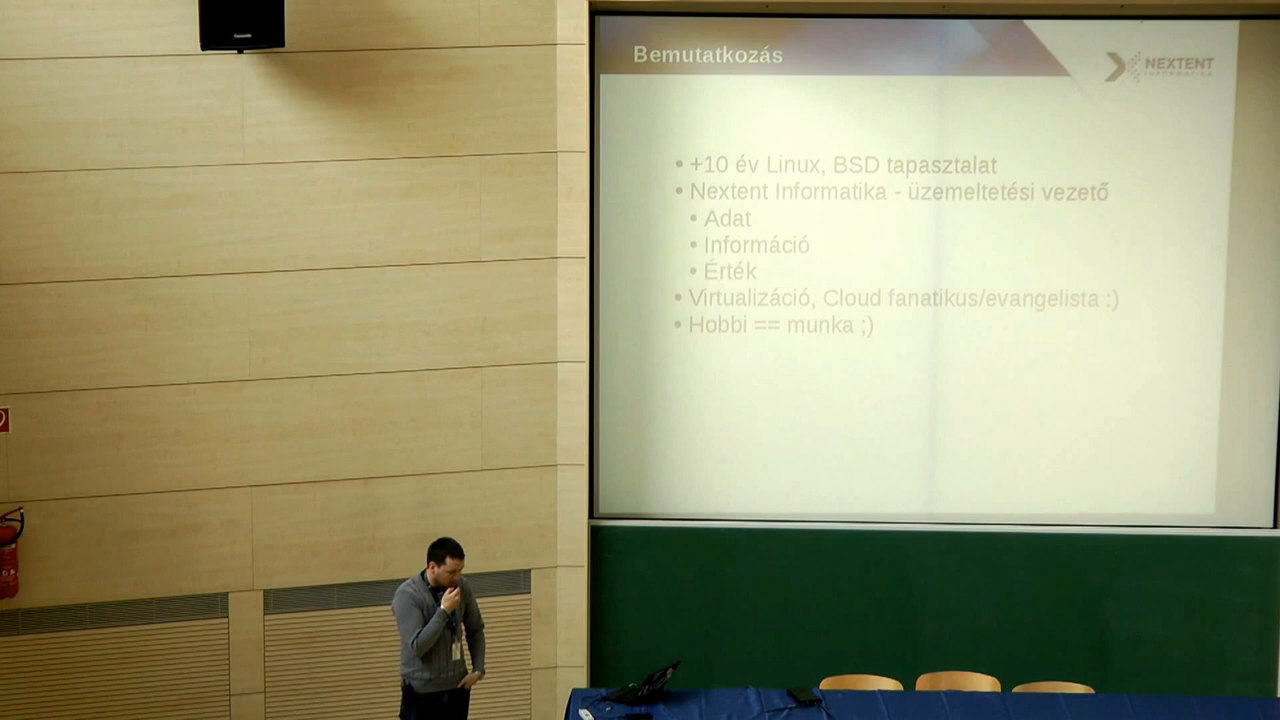 Bemutatkozás
NEXTENT
INFORMATIKA
• +10 év Linux, BSD tapasztalat
• Nextent Informatika - üzemeltetési vezető
• Adat
• Információ
• Érték
• Virtualizáció, Cloud fanatikus/evangelista :)
• Hobbi == munka ;)